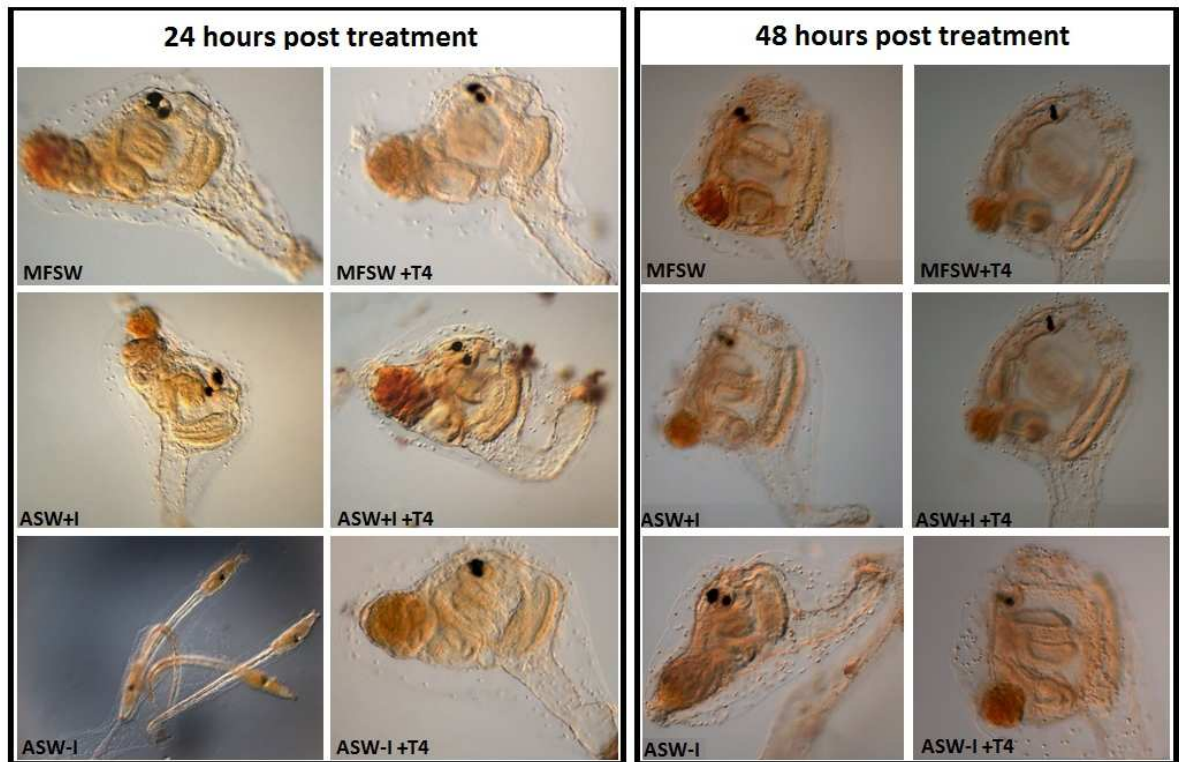 24 hours post treatment
MFSW
MFSW +T4
ASW+I
ASW+I +T4
ASW-I
ASW-I +T4
48 hours post treatment
MFSW
MFSW+T4
ASW+I
ASW+I +T4
ASW-I
ASW-I +T4